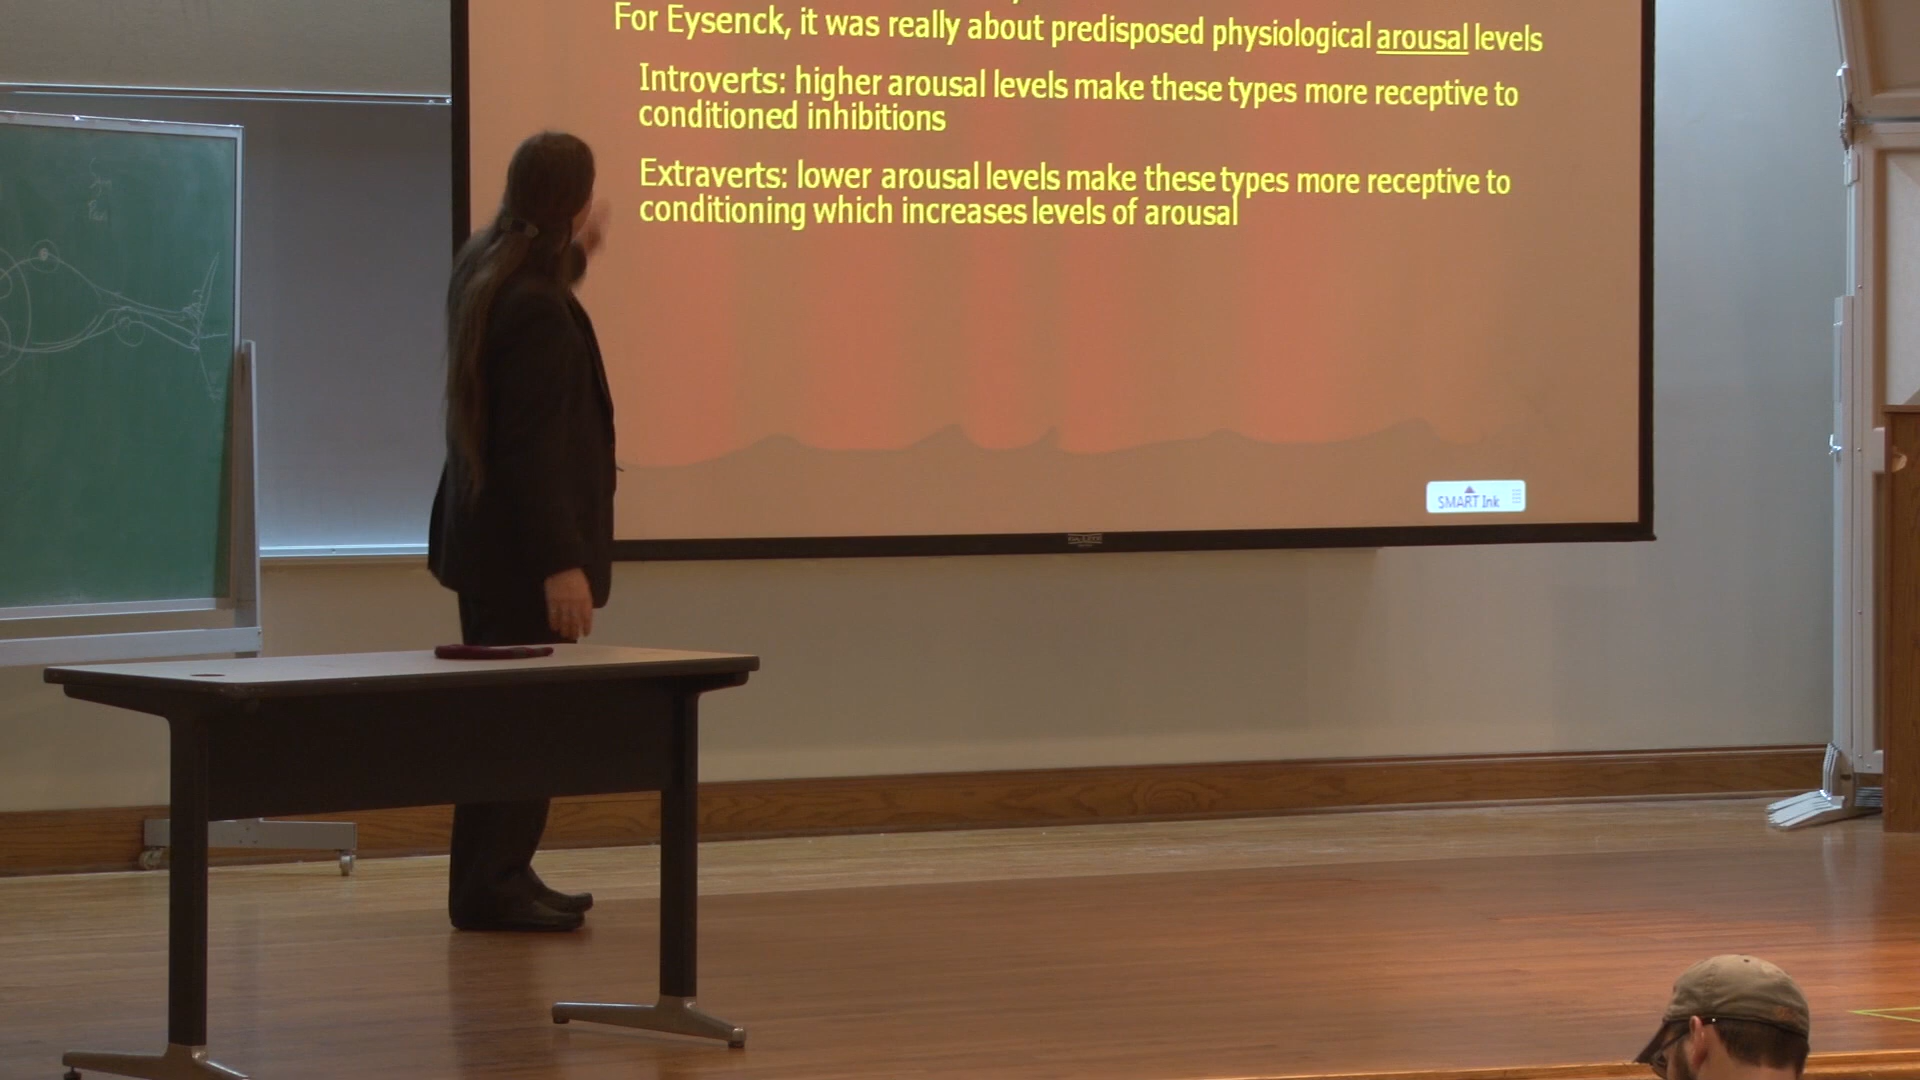 For Eysenck, it was really about predisposed physiological arousal levels
Introverts: higher arousal levels make these types more receptive to
conditioned inhibitions
Extraverts: lower arousal levels make these types more receptive to
conditioning which increases levels of arousal
SMART Ink